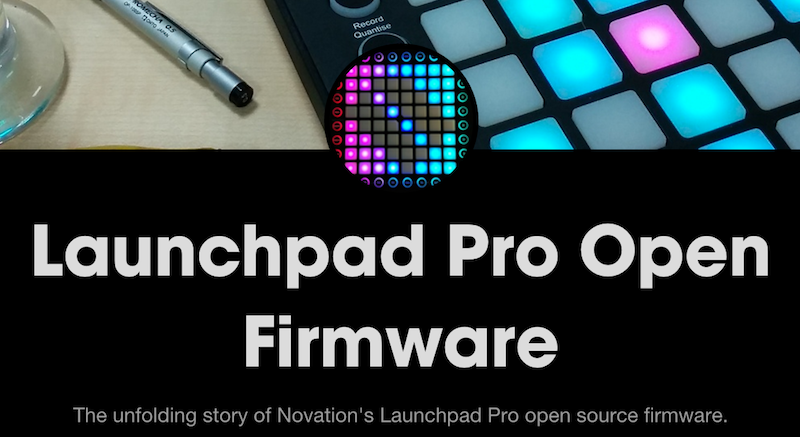 Record
Quantise
Launchpad Pro Open
Firmware
The unfolding story of Novation's Launchpad Pro open source firmware.